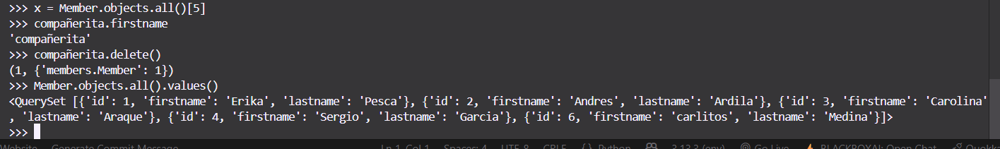 >>> x = Member.objects.all()[5]
>>> compañerita.firstname
'compañerita'
>>> compañerita.delete()
(1, {'members.Member': 1})
>>> Member.objects.all().values()
<QuerySet [{'id': 1, 'firstname': 'Erika', 'lastname': 'Pesca'}, {'id': 2, 'firstname': 'Andres', 'lastname': 'Ardila'}, {'id': 3, 'firstname': 'Carolina'
, 'lastname': 'Araque'}, {'id': 4, 'firstname': 'Sergio', 'lastname': 'Garcia'}, {'id': 6, 'firstname': 'carlitos', 'lastname': 'Medina'}]>
>>>
Website Generate Commit Message Ln 1, Col 1 Spaces: 4 UTF-8 CRLF {} Python 3.13.3 (env) Go Live BLACKBOXAI: Open Chat Quokka